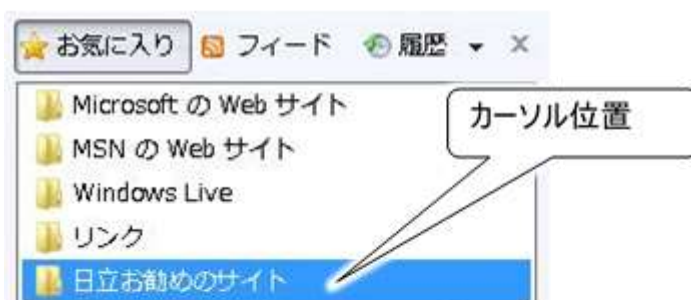 お気に入り フィード 履歴
Microsoft の Web サイト
カーソル位置
MSN の Web サイト
Windows Live
リンク
日立お勧めのサイト